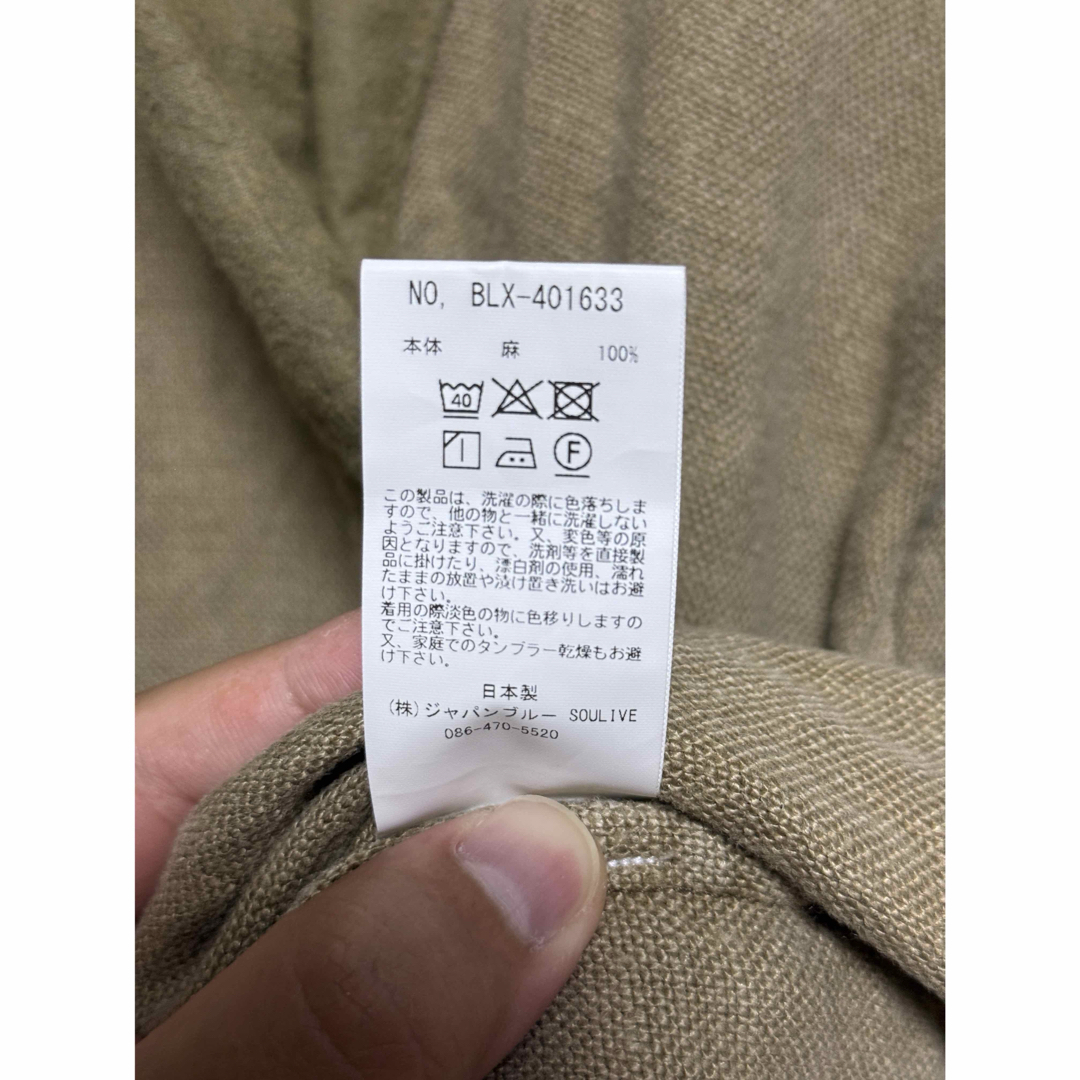 NO, BLX-401633
本体 麻 100%
40
F
この製品は、洗濯の際に色落ちしま
すので、他の物と一緒に洗濯しない
ようご注意下さい。又、変色等の原
因となりますので、洗剤等を直接製
品に掛けたり、漂白剤の使用、濡れ
たままの放置や漬け置き洗いはお避
け下さい。
着用の際淡色の物に色移りしますの
でご注意下さい。
又、家庭でのタンブラー乾燥もお避
け下さい。
日本製
(株)ジャパンブルー SOULIVE
086-470-5520